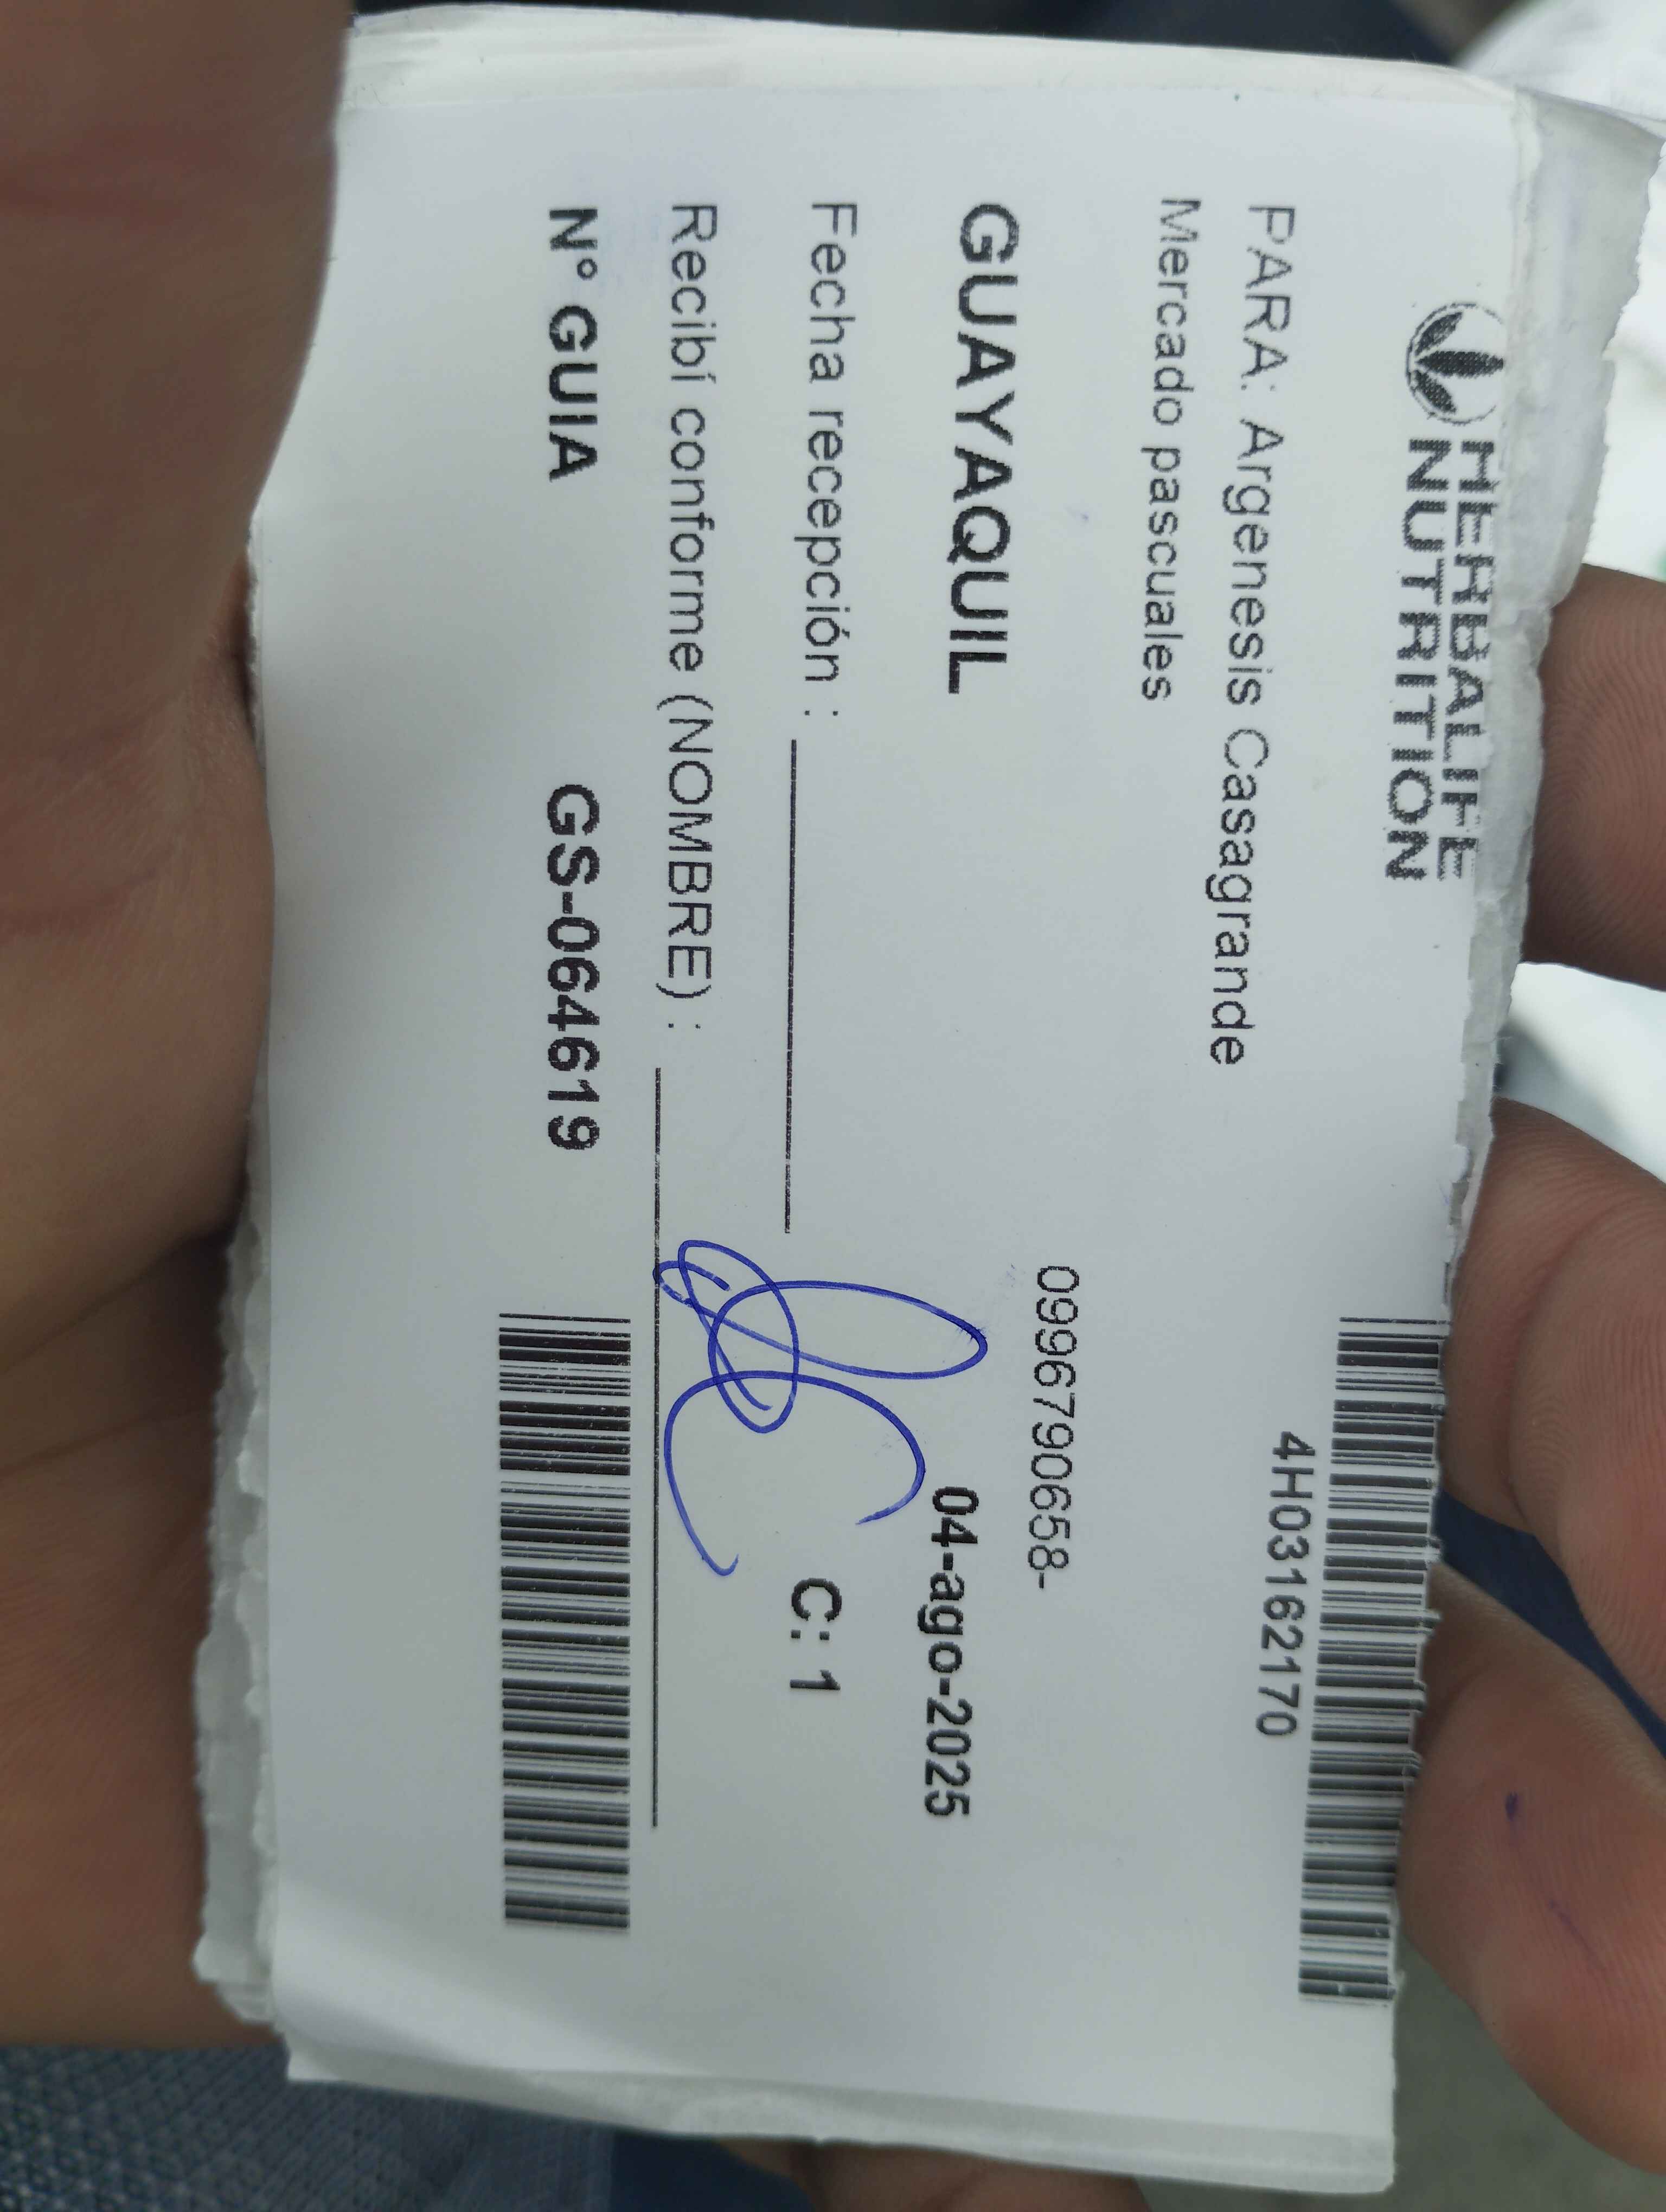 HERBALIFE
NUTRITION
4H03162170
PARA: Argenesis Casagrande
Mercado pascuales
0996790658-
GUAYAQUIL
04-ago-2025
Fecha recepción :
C: 1
Recibí conforme (NOMBRE) :
N° GUIA GS-064619